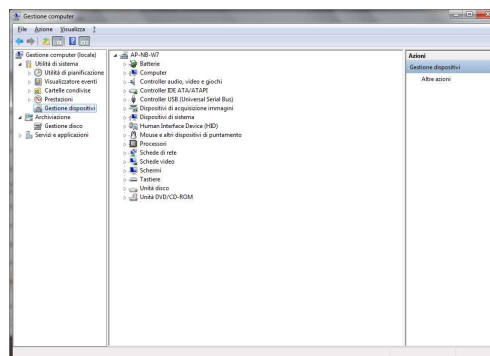 Gestione computer
File Azione Visualizza ?
Gestione computer (locale)
Utilità di sistema
Utilità di pianificazione
Visualizzatore eventi
Cartelle condivise
Prestazioni
Gestione dispositivi
Archiviazione
Gestione disco
Servizi e applicazioni
AP-NB-W7
Batterie
Computer
Controller audio, video e giochi
Controller IDE ATA/ATAPI
Controller USB (Universal Serial Bus)
Dispositivi di acquisizione immagini
Dispositivi di sistema
Human Interface Device (HID)
Mouse e altri dispositivi di puntamento
Processori
Schede di rete
Schede video
Schermi
Tastiere
Unità disco
Unità DVD/CD-ROM
Azioni
Gestione dispositivi
Altre azioni